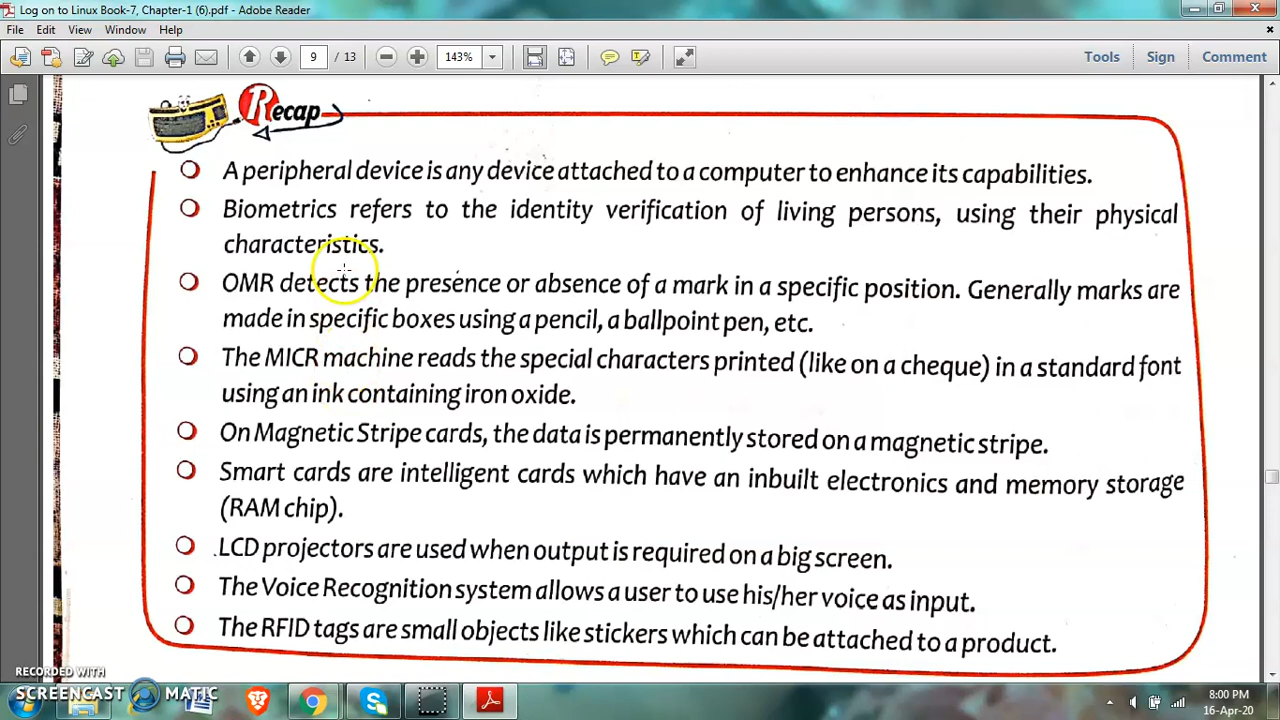 Log on to Linux Book-7, Chapter-1 (6).pdf - Adobe Reader
File Edit View Window Help
9 / 13 143% Tools Sign Comment
Recap
A peripheral device is any device attached to a computer to enhance its capabilities.
Biometrics refers to the identity verification of living persons, using their physical
characteristics.
OMR detects the presence or absence of a mark in a specific position. Generally marks are
made in specific boxes using a pencil, a ballpoint pen, etc.
The MICR machine reads the special characters printed (like on a cheque) in a standard font
using an ink containing iron oxide.
On Magnetic Stripe cards, the data is permanently stored on a magnetic stripe.
Smart cards are intelligent cards which have an inbuilt electronics and memory storage
(RAM chip).
LCD projectors are used when output is required on a big screen.
The Voice Recognition system allows a user to use his/her voice as input.
The RFID tags are small objects like stickers which can be attached to a product.
RECORDED WITH
SCREENCAST MATIC
8:00 PM
16-Apr-20